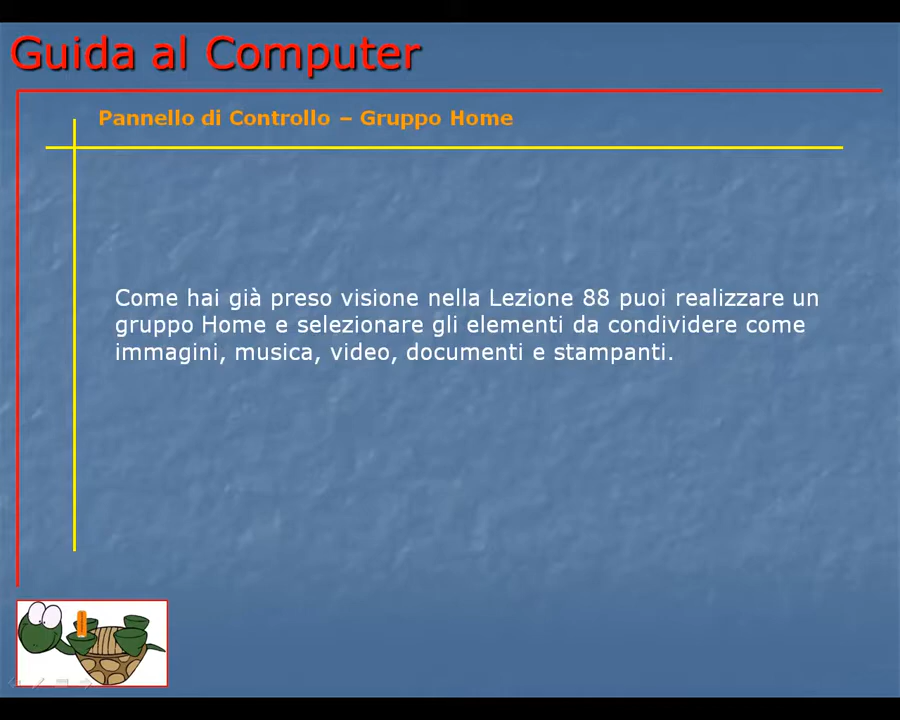 Guida al Computer
Pannello di Controllo – Gruppo Home
Come hai già preso visione nella Lezione 88 puoi realizzare un
gruppo Home e selezionare gli elementi da condividere come
immagini, musica, video, documenti e stampanti.